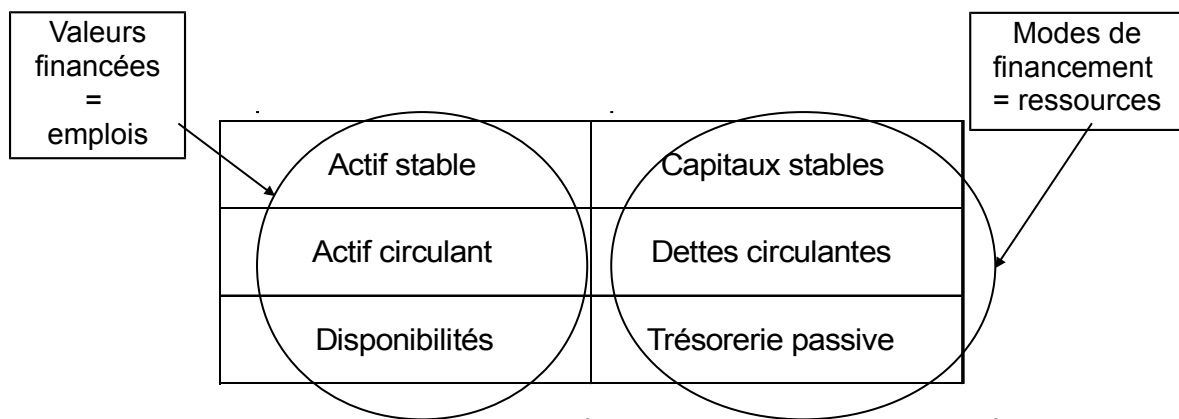 Valeurs
financées
=
emplois
Modes de
financement
= ressources
Actif stable
Capitaux stables
Actif circulant
Dettes circulantes
Disponibilités
Trésorerie passive